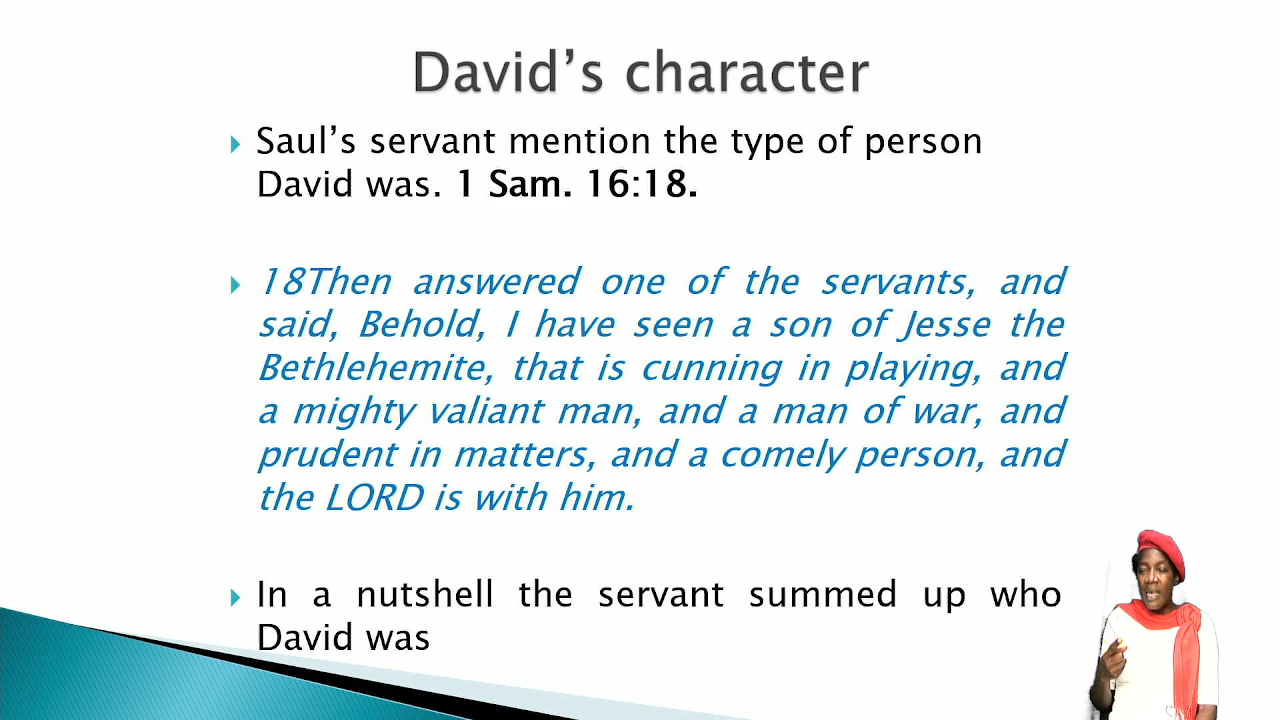 David’s character
Saul’s servant mention the type of person
David was. 1 Sam. 16:18.
18Then answered one of the servants, and
said, Behold, I have seen a son of Jesse the
Bethlehemite, that is cunning in playing, and
a mighty valiant man, and a man of war, and
prudent in matters, and a comely person, and
the LORD is with him.
In a nutshell the servant summed up who
David was